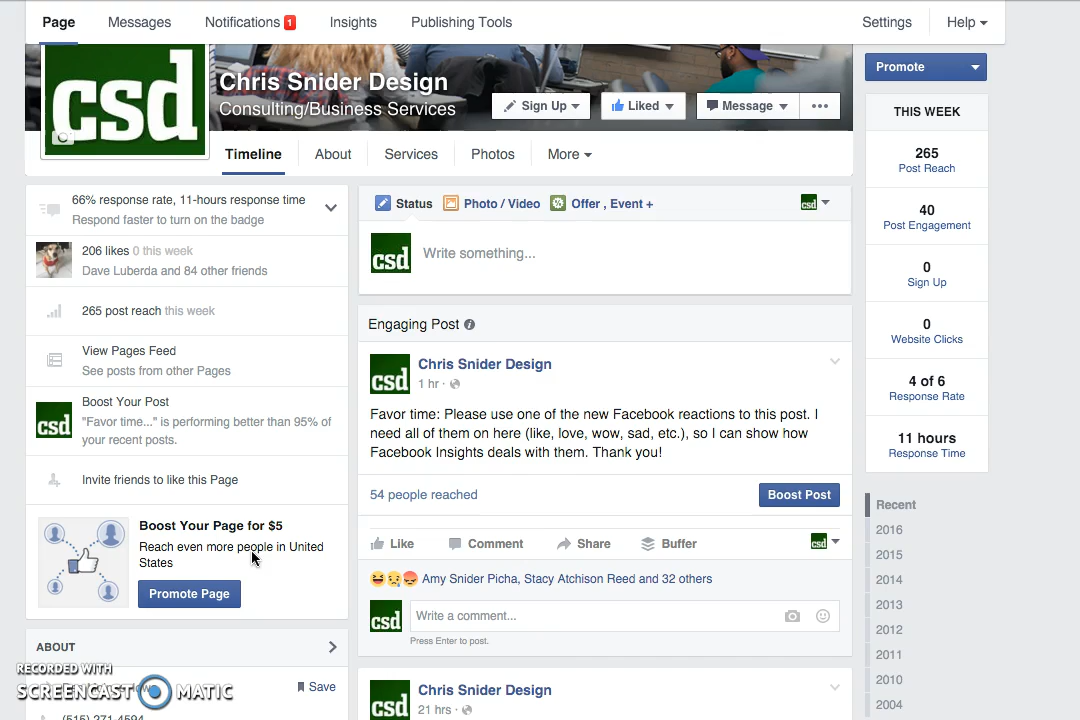 Page Messages Notifications 1 Insights Publishing Tools Settings Help
csd
Chris Snider Design
Consulting/Business Services
Sign Up Liked Message •••
Timeline About Services Photos More
Promote
THIS WEEK
265
Post Reach
40
Post Engagement
0
Sign Up
0
Website Clicks
4 of 6
Response Rate
11 hours
Response Time
Recent
2016
2015
2014
2013
2012
2011
2010
2004
66% response rate, 11-hours response time
Respond faster to turn on the badge
206 likes 0 this week
Dave Luberda and 84 other friends
265 post reach this week
View Pages Feed
See posts from other Pages
csd
Boost Your Post
"Favor time..." is performing better than 95% of
your recent posts.
Invite friends to like this Page
Boost Your Page for $5
Reach even more people in United
States
Promote Page
ABOUT
Save
RECORDED WITH
SCREENCAST MATIC
(515) 271-4594
Status Photo / Video Offer , Event + csd
csd
Write something...
Engaging Post
csd
Chris Snider Design
1 hr ·
Favor time: Please use one of the new Facebook reactions to this post. I
need all of them on here (like, love, wow, sad, etc.), so I can show how
Facebook Insights deals with them. Thank you!
54 people reached Boost Post
Like Comment Share Buffer csd
Amy Snider Picha, Stacy Atchison Reed and 32 others
csd
Write a comment...
Press Enter to post.
csd
Chris Snider Design
21 hrs ·